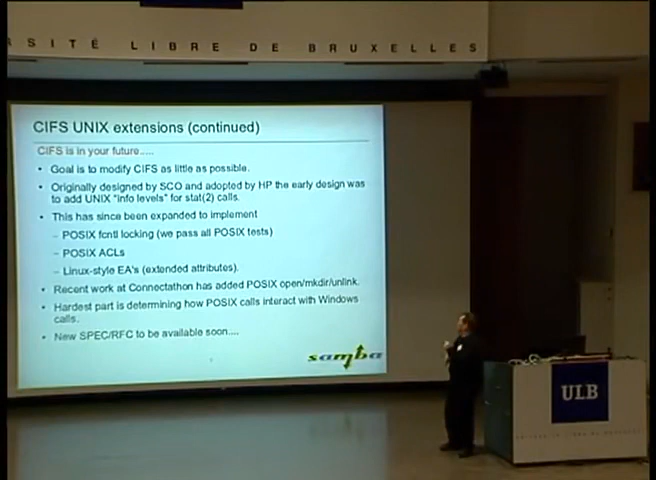 SITÉ LIBRE DE BRUXELLES
CIFS UNIX extensions (continued)
CIFS is in your future.....
• Goal is to modify CIFS as little as possible.
• Originally designed by SCO and adopted by HP the early design was
to add UNIX "info levels" for stat(2) calls.
• This has since been expanded to implement
– POSIX fcntl locking (we pass all POSIX tests)
– POSIX ACLs
– Linux-style EA's (extended attributes).
• Recent work at Connectathon has added POSIX open/mkdir/unlink.
• Hardest part is determining how POSIX calls interact with Windows
calls.
• New SPEC/RFC to be available soon....
samba
ULB